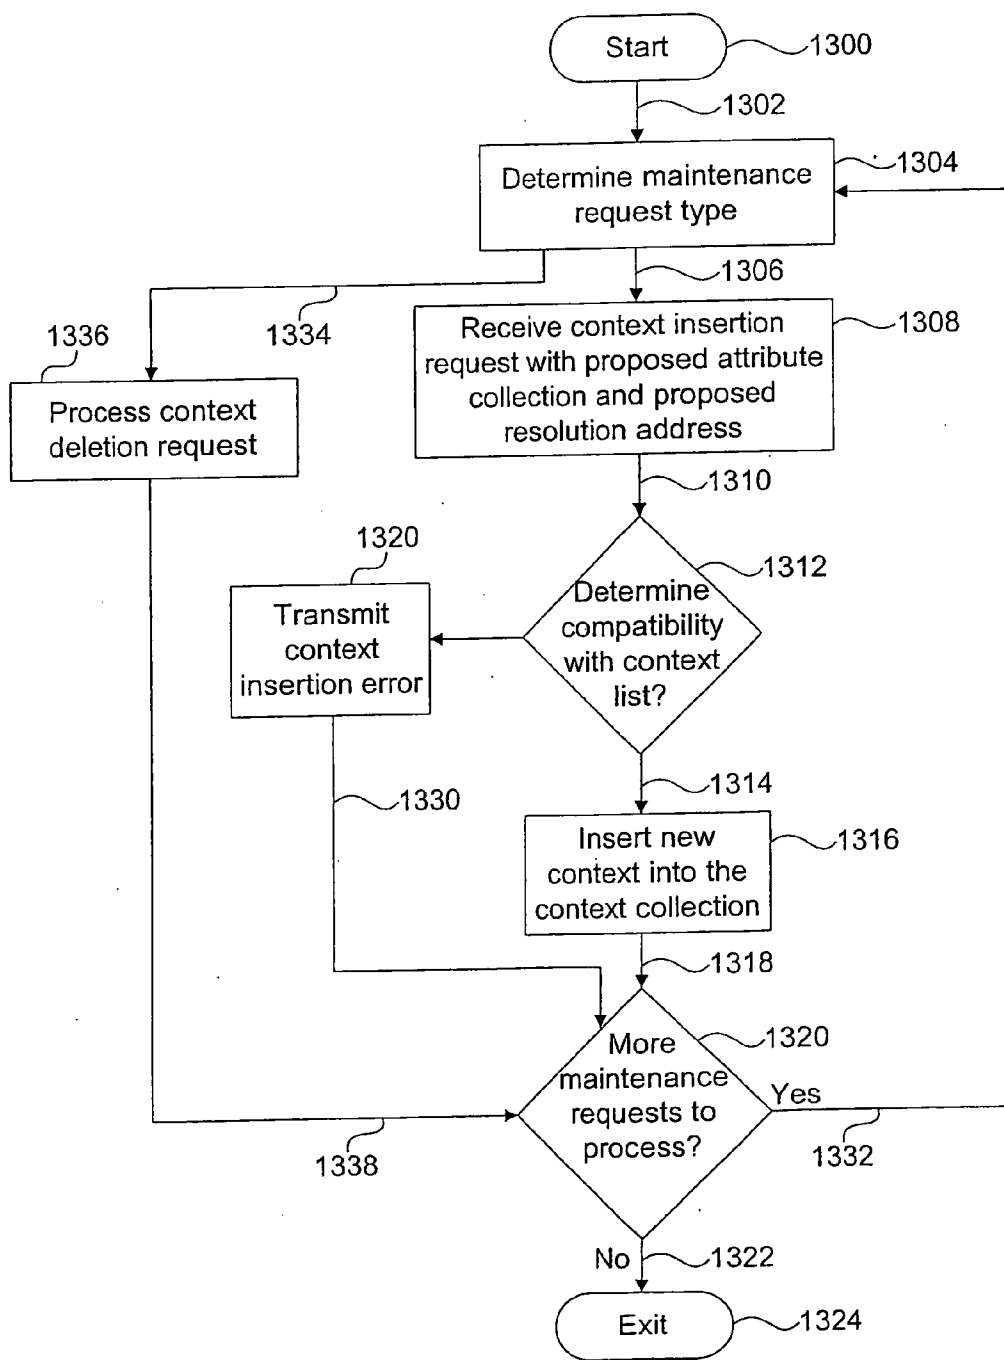 Start
1300
1302
Determine maintenance
request type
1304
1306
1334
Receive context insertion
request with proposed attribute
collection and proposed
resolution address
1308
1336
Process context
deletion request
1310
1320
Transmit
context
insertion error
Determine
compatibility
with context
list?
1312
1314
1330
Insert new
context into the
context collection
1316
1318
More
maintenance
requests to
process?
1320
Yes
1332
1338
No
1322
Exit
1324